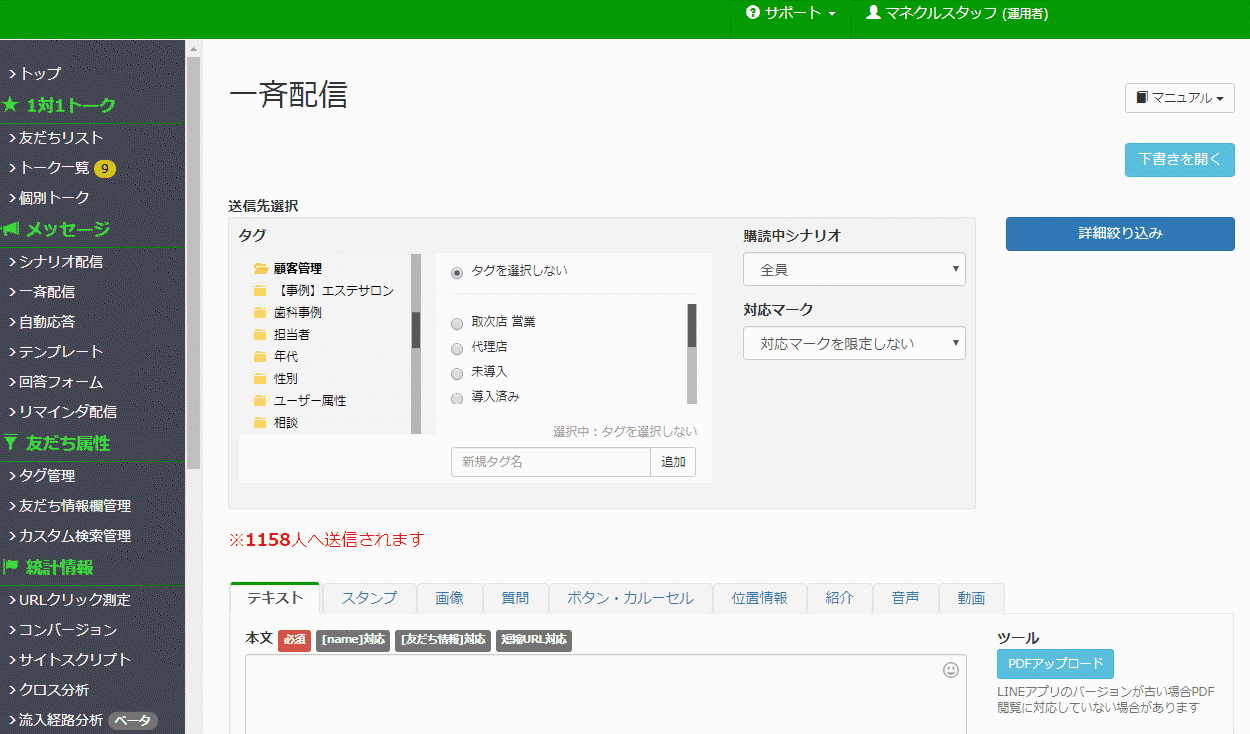 サポート
マネクルスタッフ (運用者)
トップ
1対1トーク
友だちリスト
トーク一覧 9
個別トーク
メッセージ
シナリオ配信
一斉配信
自動応答
テンプレート
回答フォーム
リマインダ配信
友だち属性
タグ管理
友だち情報欄管理
カスタム検索管理
統計情報
URLクリック測定
コンバージョン
サイトスクリプト
クロス分析
流入経路分析 ベータ
一斉配信
マニュアル
下書きを開く
送信先選択
タグ
顧客管理
【事例】エステサロン
歯科事例
担当者
年代
性別
ユーザー属性
相談
タグを選択しない
取次店 営業
代理店
未導入
導入済み
選択中：タグを選択しない
新規タグ名
追加
購読中シナリオ
全員
対応マーク
対応マークを限定しない
詳細絞り込み
※1158人へ送信されます
テキスト スタンプ 画像 質問 ボタン・カルーセル 位置情報 紹介 音声 動画
本文 必須 [name]対応 [友だち情報]対応 短縮URL対応
ツール
PDFアップロード
LINEアプリのバージョンが古い場合PDF
閲覧に対応していない場合があります